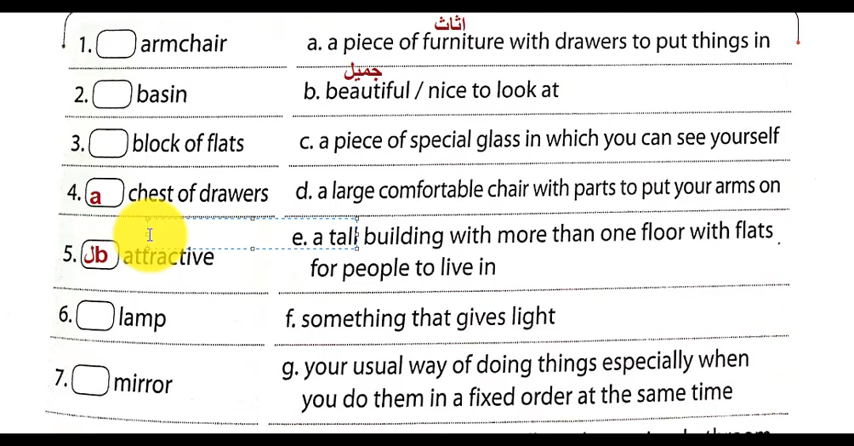 اثاث
1. armchair a. a piece of furniture with drawers to put things in
جميل
2. basin b. beautiful / nice to look at
3. block of flats c. a piece of special glass in which you can see yourself
4. a chest of drawers d. a large comfortable chair with parts to put your arms on
5. لاb attractive e. a tall building with more than one floor with flats
for people to live in
6. lamp f. something that gives light
7. mirror g. your usual way of doing things especially when
you do them in a fixed order at the same time